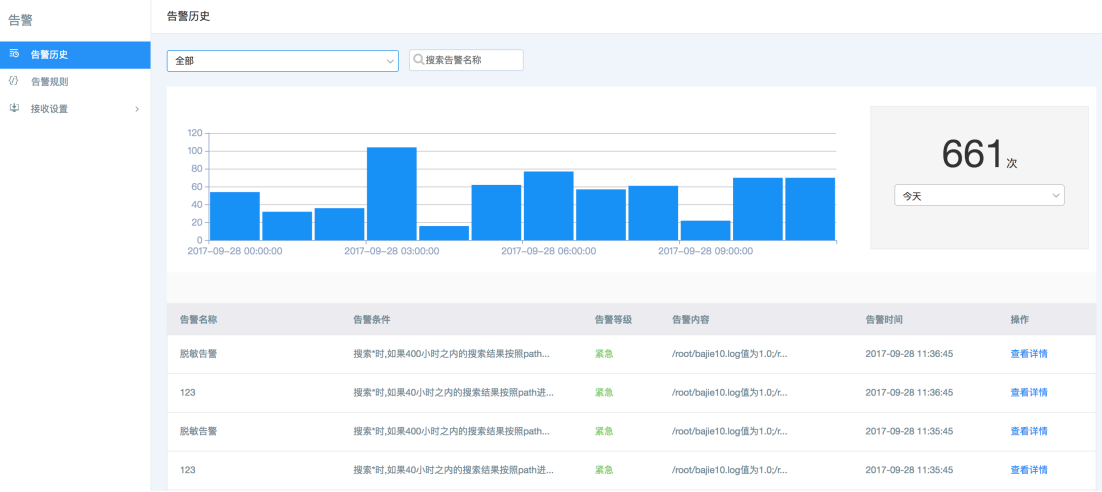 告警
告警历史
告警历史
告警规则
接收设置
全部
搜索告警名称
120
100
80
60
40
20
0
2017-09-28 00:00:00 2017-09-28 03:00:00 2017-09-28 06:00:00 2017-09-28 09:00:00
661次
今天
告警名称 告警条件 告警等级 告警内容 告警时间 操作
脱敏告警 搜索*时,如果400小时之内的搜索结果按照path... 紧急 /root/bajie10.log值为1.0;/r... 2017-09-28 11:36:45 查看详情
123 搜索*时,如果40小时之内的搜索结果按照path进... 紧急 /root/bajie10.log值为1.0;/r... 2017-09-28 11:36:45 查看详情
脱敏告警 搜索*时,如果400小时之内的搜索结果按照path... 紧急 /root/bajie10.log值为1.0;/r... 2017-09-28 11:35:45 查看详情
123 搜索*时,如果40小时之内的搜索结果按照path进... 紧急 /root/bajie10.log值为1.0;/r... 2017-09-28 11:35:45 查看详情